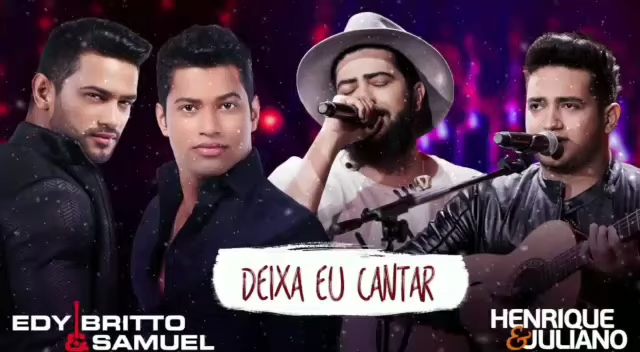 DEIXA EU CANTAR
EDY BRITTO
& SAMUEL
HENRIQUE
& JULIANO